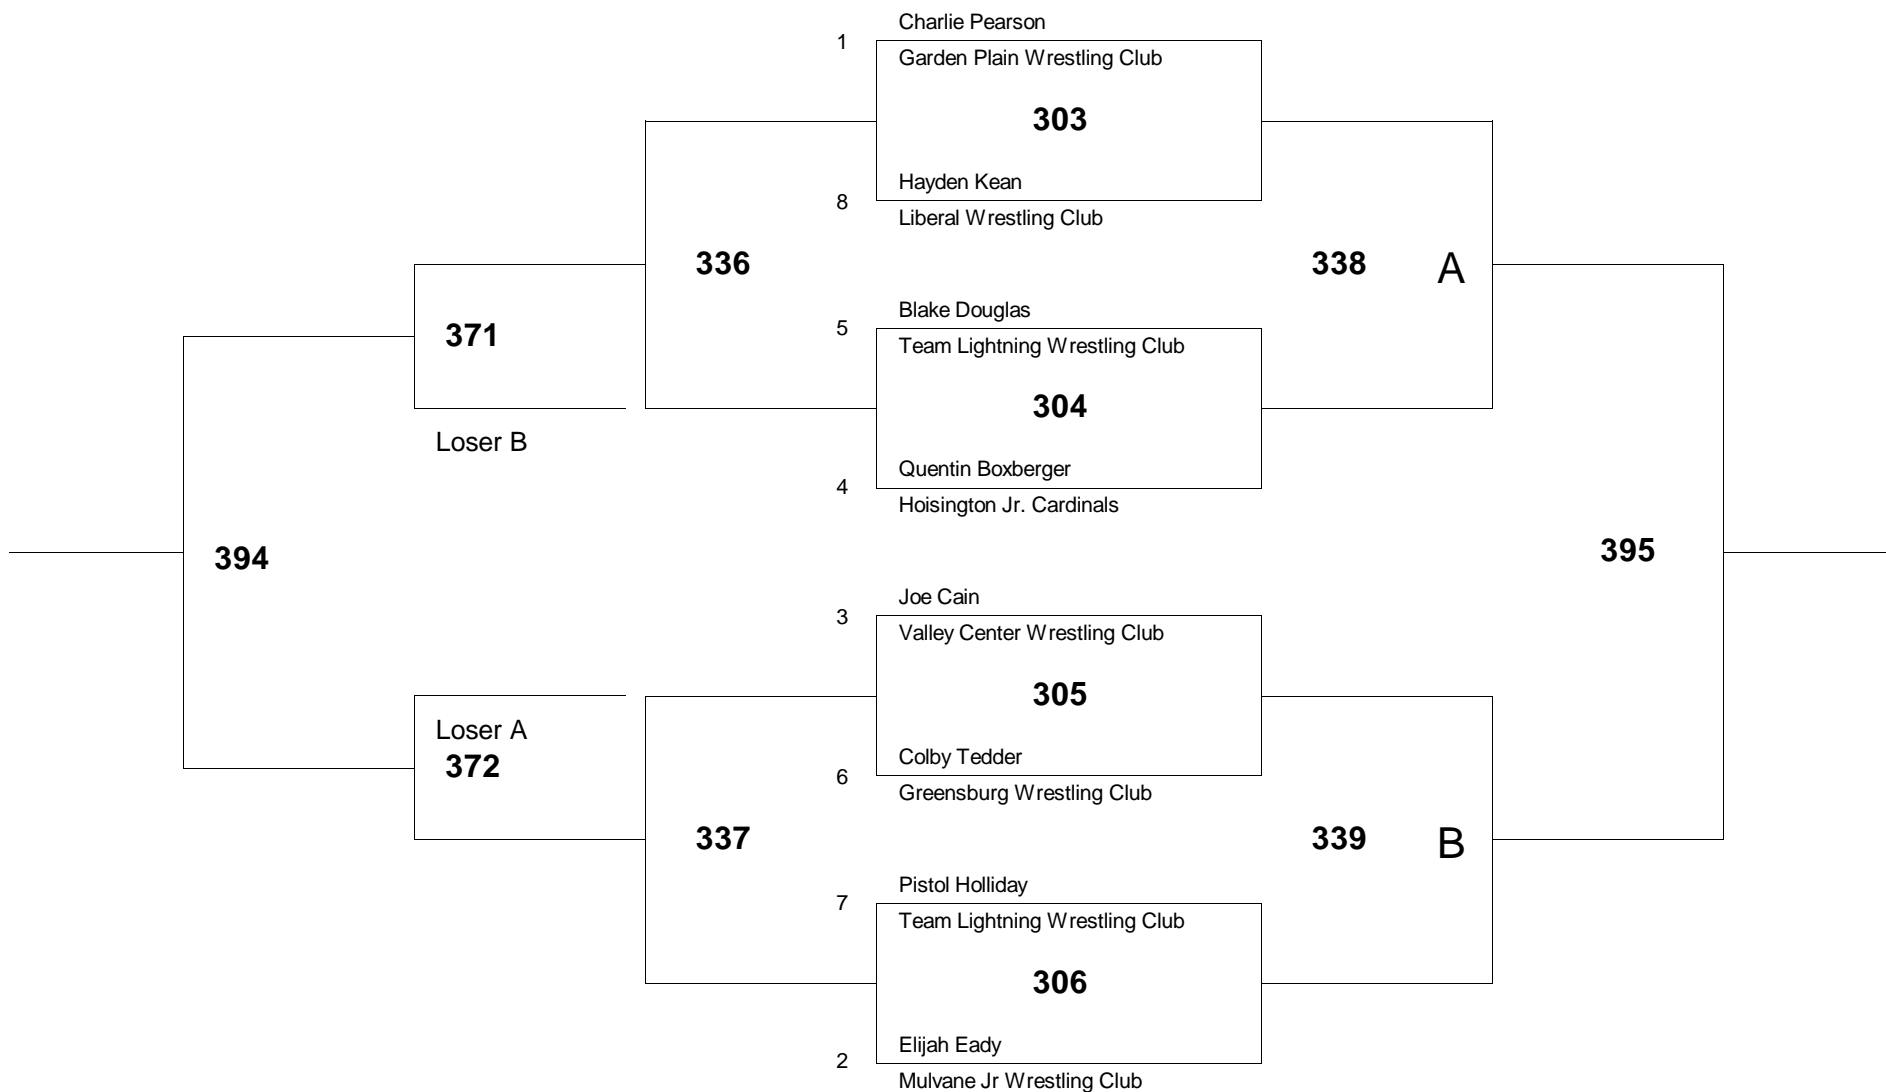 Charlie Pearson
1
Garden Plain Wrestling Club
303
Hayden Kean
8
Liberal Wrestling Club
336
338 A
Blake Douglas
5
Team Lightning Wrestling Club
371
304
Loser B
Quentin Boxberger
4
Hoisington Jr. Cardinals
394
395
Joe Cain
3
Valley Center Wrestling Club
305
Loser A
372
Colby Tedder
6
Greensburg Wrestling Club
337
339 B
Pistol Holliday
7
Team Lightning Wrestling Club
306
Elijah Eady
2
Mulvane Jr Wrestling Club